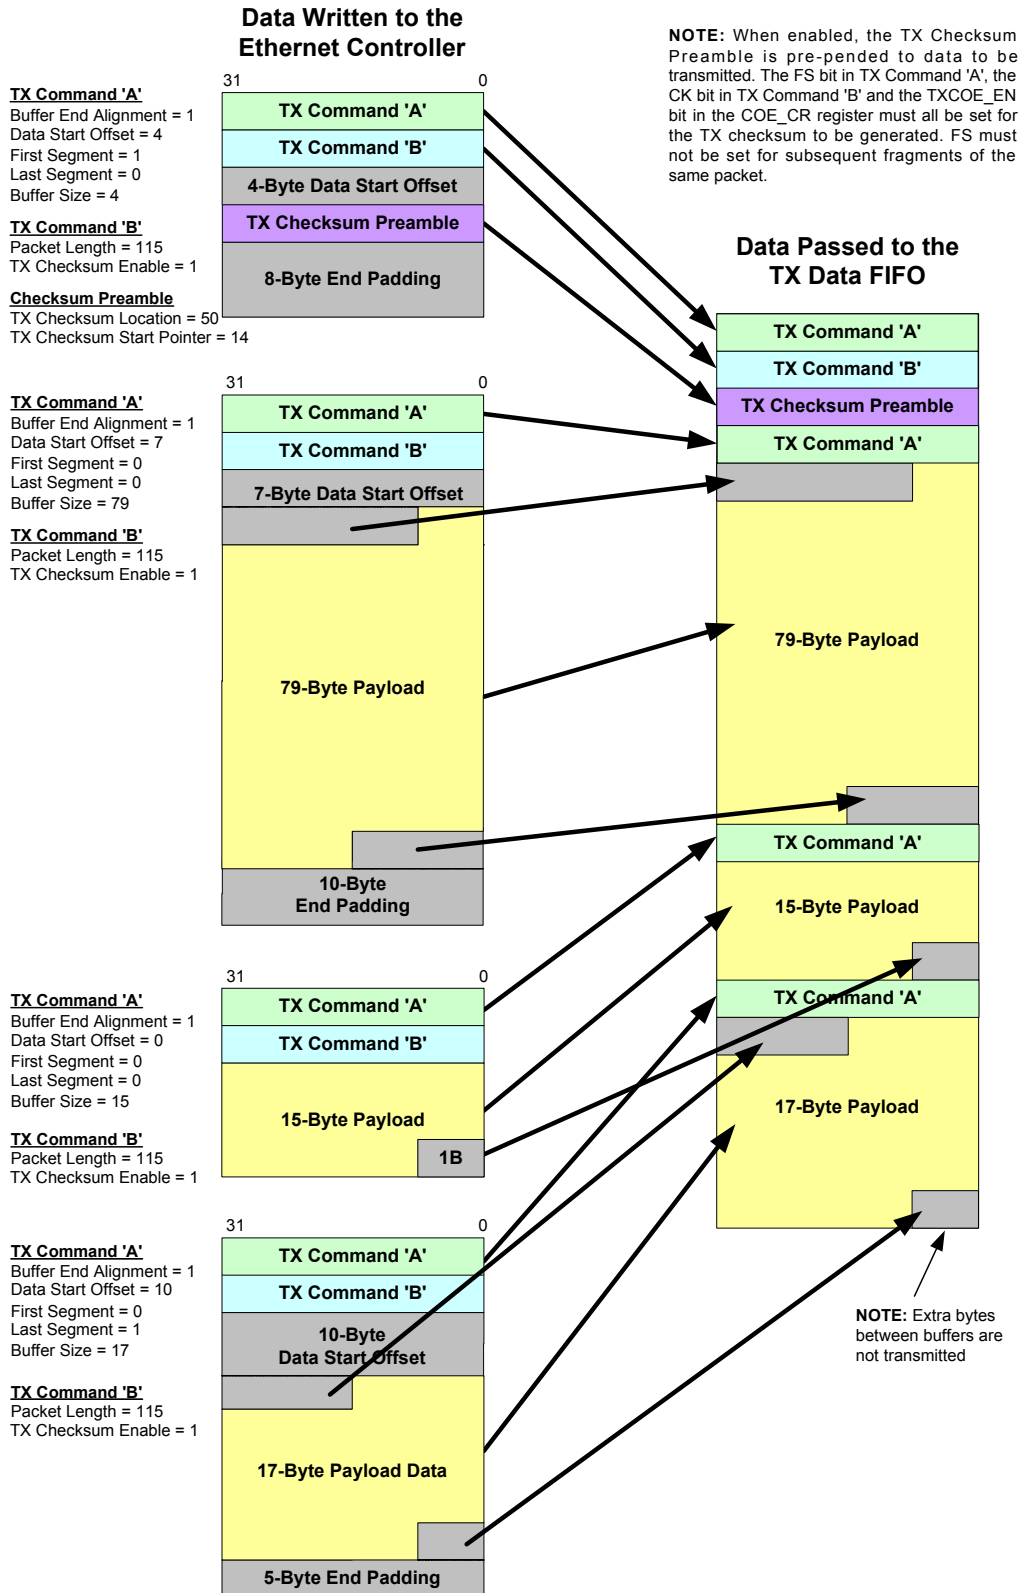 Data Written to the
Ethernet Controller
NOTE: When enabled, the TX Checksum
Preamble is pre-pended to data to be
transmitted. The FS bit in TX Command 'A', the
CK bit in TX Command 'B' and the TXCOE_EN
bit in the COE_CR register must all be set for
the TX checksum to be generated. FS must
not be set for subsequent fragments of the
same packet.
31 0
TX Command 'A'
Buffer End Alignment = 1
Data Start Offset = 4
First Segment = 1
Last Segment = 0
Buffer Size = 4
TX Command 'B'
Packet Length = 115
TX Checksum Enable = 1
Checksum Preamble
TX Checksum Location = 50
TX Checksum Start Pointer = 14
TX Command 'A'
TX Command 'B'
4-Byte Data Start Offset
TX Checksum Preamble
8-Byte End Padding
Data Passed to the
TX Data FIFO
TX Command 'A'
TX Command 'B'
TX Checksum Preamble
TX Command 'A'
79-Byte Payload
TX Command 'A'
15-Byte Payload
TX Command 'A'
17-Byte Payload
NOTE: Extra bytes
between buffers are
not transmitted
31 0
TX Command 'A'
Buffer End Alignment = 1
Data Start Offset = 7
First Segment = 0
Last Segment = 0
Buffer Size = 79
TX Command 'B'
Packet Length = 115
TX Checksum Enable = 1
TX Command 'A'
TX Command 'B'
7-Byte Data Start Offset
79-Byte Payload
10-Byte
End Padding
31 0
TX Command 'A'
Buffer End Alignment = 1
Data Start Offset = 0
First Segment = 0
Last Segment = 0
Buffer Size = 15
TX Command 'B'
Packet Length = 115
TX Checksum Enable = 1
TX Command 'A'
TX Command 'B'
15-Byte Payload
1B
31 0
TX Command 'A'
Buffer End Alignment = 1
Data Start Offset = 10
First Segment = 0
Last Segment = 1
Buffer Size = 17
TX Command 'B'
Packet Length = 115
TX Checksum Enable = 1
TX Command 'A'
TX Command 'B'
10-Byte
Data Start Offset
17-Byte Payload Data
5-Byte End Padding